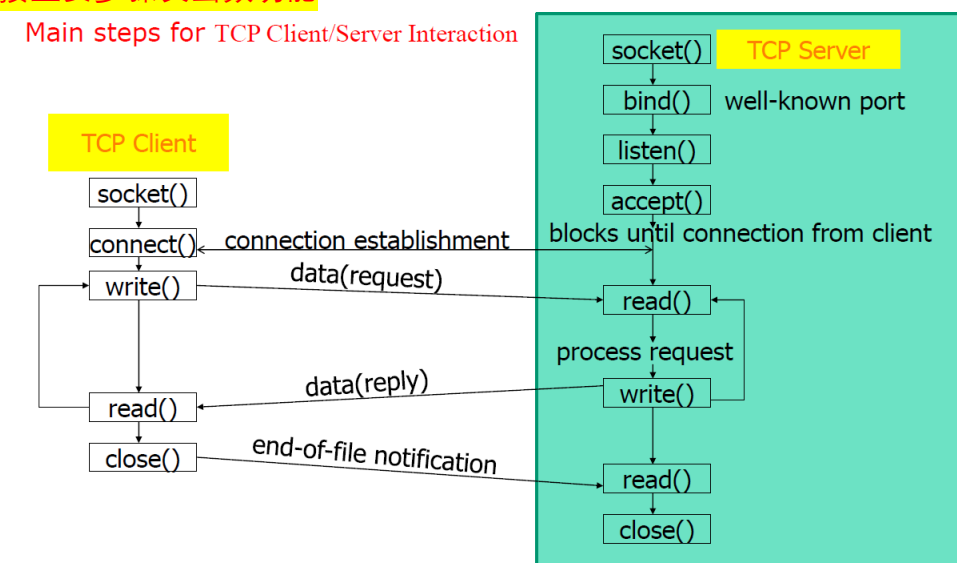 Main steps for TCP Client/Server Interaction
TCP Server
socket()
bind() well-known port
listen()
accept()
blocks until connection from client
read()
process request
write()
read()
close()
TCP Client
socket()
connect()
write()
read()
close()
connection establishment
data(request)
data(reply)
end-of-file notification